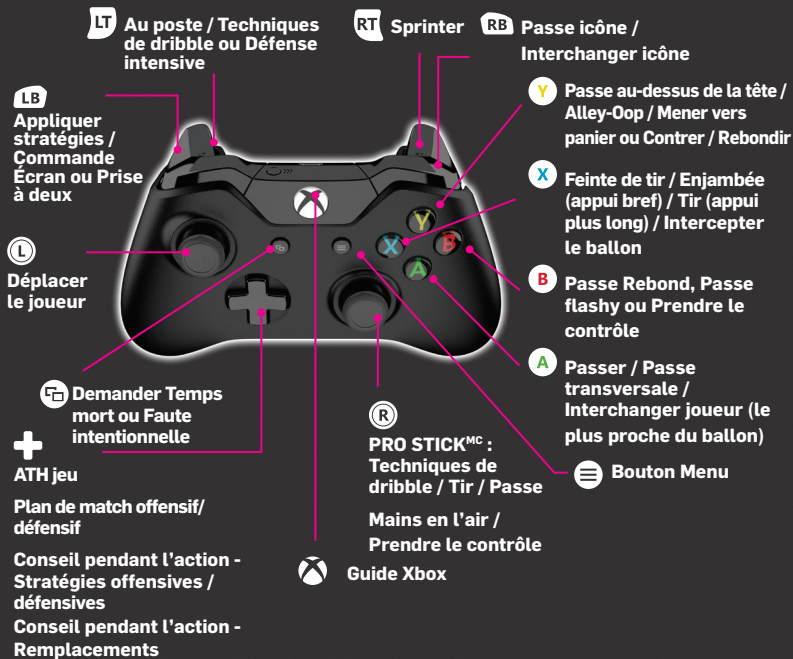 LT
Au poste / Techniques
de dribble ou Défense
intensive
RT
Sprinter
RB
Passe icône /
Interchanger icône
LB
Appliquer
stratégies /
Commande
Écran ou Prise
à deux
Y
Passe au-dessus de la tête /
Alley-Oop / Mener vers
panier ou Contrer / Rebondir
X
Feinte de tir / Enjambée
(appui bref) / Tir (appui
plus long) / Intercepter
le ballon
L
Déplacer
le joueur
B
Passe Rebond, Passe
flashy ou Prendre le
contrôle
A
Passer / Passe
transversale /
Interchanger joueur (le
plus proche du ballon)
Y
X
B
A
Demander Temps
mort ou Faute
intentionnelle
R
PRO STICKᴹᶜ :
Techniques de
dribble / Tir / Passe
Mains en l’air /
Prendre le contrôle
Bouton Menu
ATH jeu
Plan de match offensif/
défensif
Conseil pendant l’action -
Stratégies offensives /
défensives
Conseil pendant l’action -
Remplacements
Guide Xbox